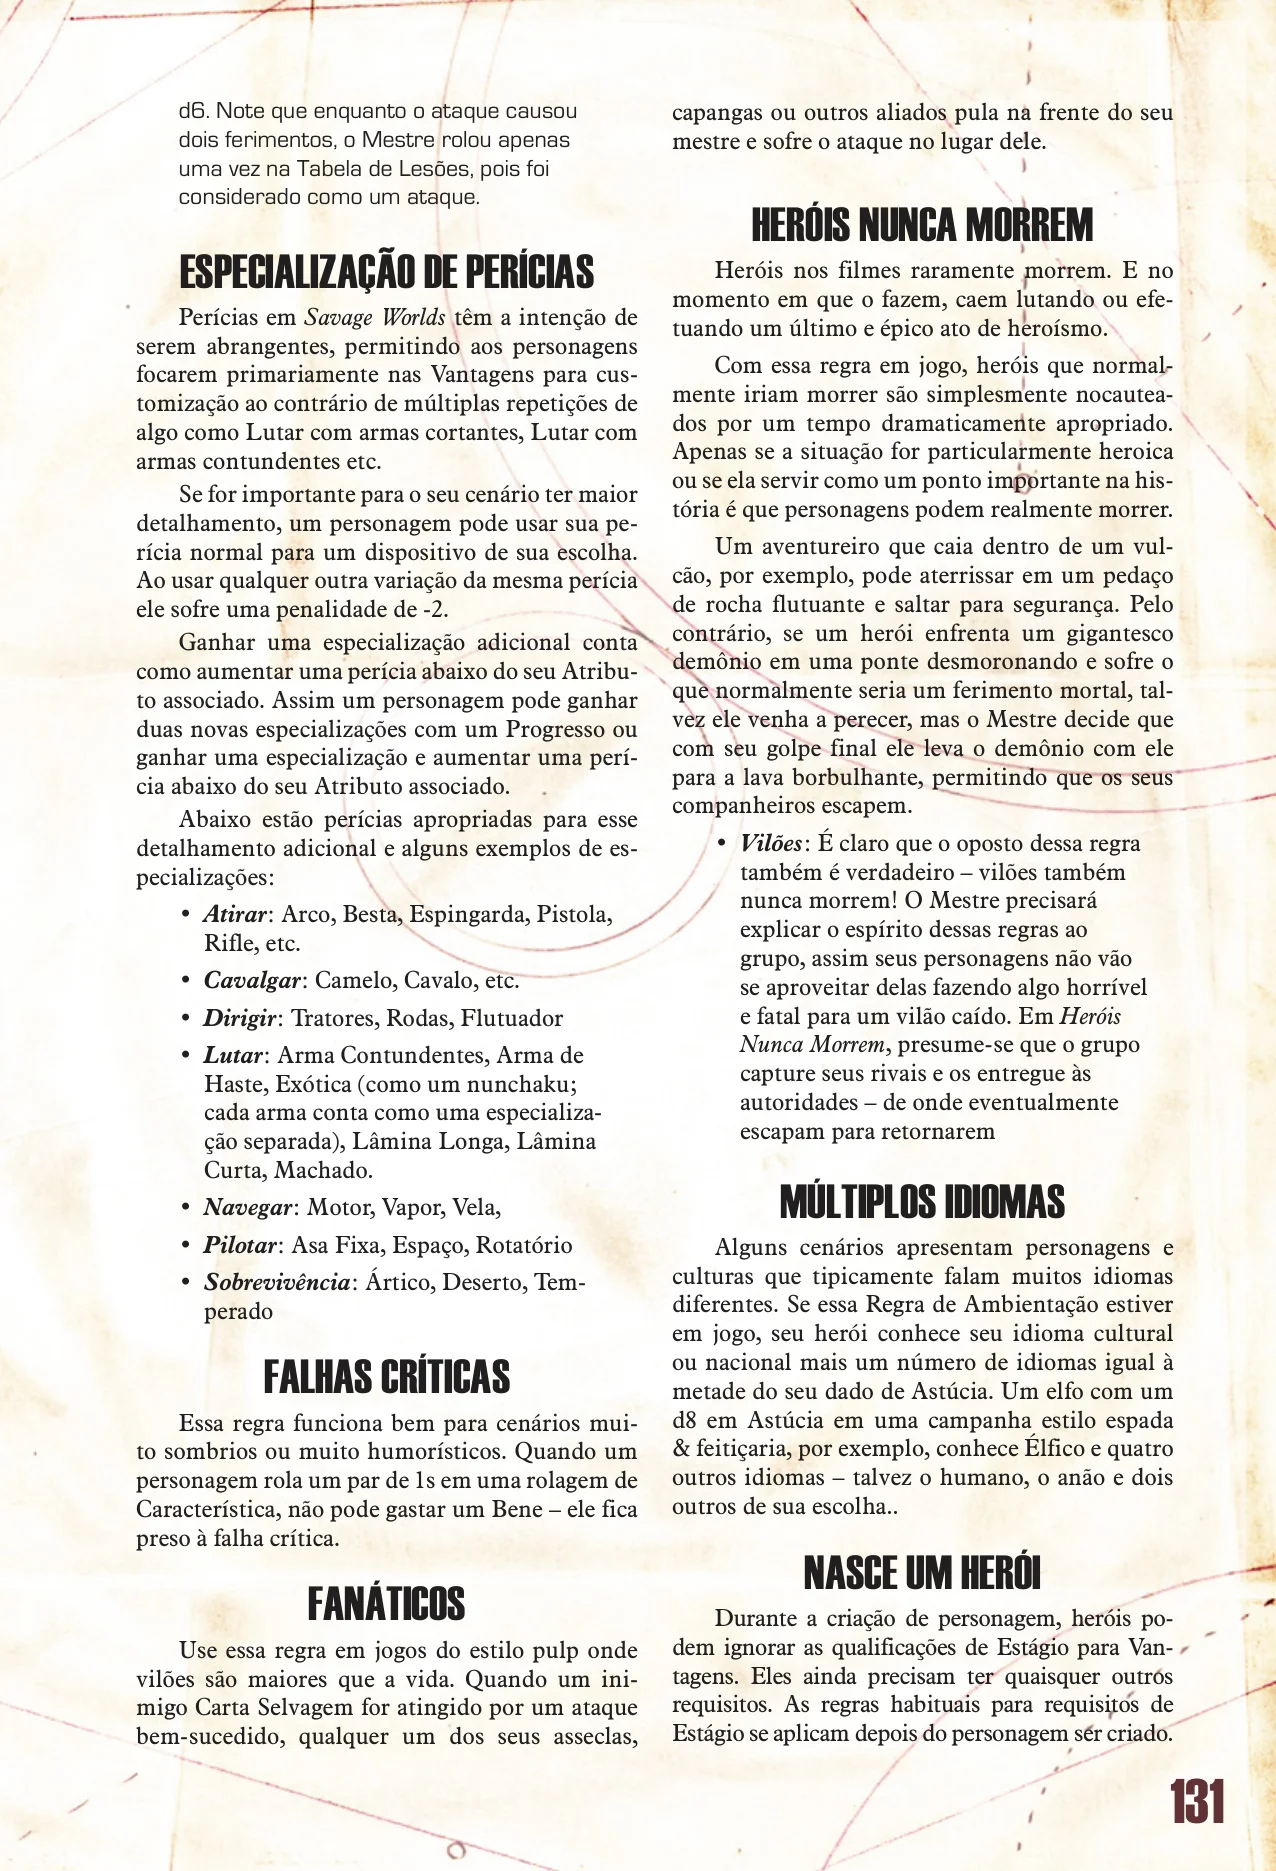 d6. Note que enquanto o ataque causou
dois ferimentos, o Mestre rolou apenas
uma vez na Tabela de Lesões, pois foi
considerado como um ataque.
ESPECIALIZAÇÃO DE PERÍCIAS
Perícias em Savage Worlds têm a intenção de
serem abrangentes, permitindo aos personagens
focarem primariamente nas Vantagens para cus-
tomização ao contrário de múltiplas repetições de
algo como Lutar com armas cortantes, Lutar com
armas contundentes etc.
Se for importante para o seu cenário ter maior
detalhamento, um personagem pode usar sua pe-
rícia normal para um dispositivo de sua escolha.
Ao usar qualquer outra variação da mesma perícia
ele sofre uma penalidade de -2.
Ganhar uma especialização adicional conta
como aumentar uma perícia abaixo do seu Atribu-
to associado. Assim um personagem pode ganhar
duas novas especializações com um Progresso ou
ganhar uma especialização e aumentar uma perí-
cia abaixo do seu Atributo associado.
Abaixo estão perícias apropriadas para esse
detalhamento adicional e alguns exemplos de es-
pecializações:
• Atirar: Arco, Besta, Espingarda, Pistola,
Rifle, etc.
• Cavalgar: Camelo, Cavalo, etc.
• Dirigir: Tratores, Rodas, Flutuador
• Lutar: Arma Contundentes, Arma de
Haste, Exótica (como um nunchaku;
cada arma conta como uma especializa-
ção separada), Lâmina Longa, Lâmina
Curta, Machado.
• Navegar: Motor, Vapor, Vela,
• Pilotar: Asa Fixa, Espaço, Rotatório
• Sobrevivência: Ártico, Deserto, Tem-
perado
FALHAS CRÍTICAS
Essa regra funciona bem para cenários mui-
to sombrios ou muito humorísticos. Quando um
personagem rola um par de 1s em uma rolagem de
Característica, não pode gastar um Bene – ele fica
preso à falha crítica.
FANÁTICOS
Use essa regra em jogos do estilo pulp onde
vilões são maiores que a vida. Quando um ini-
migo Carta Selvagem for atingido por um ataque
bem-sucedido, qualquer um dos seus asseclas,
capangas ou outros aliados pula na frente do seu
mestre e sofre o ataque no lugar dele.
HERÓIS NUNCA MORREM
Heróis nos filmes raramente morrem. E no
momento em que o fazem, caem lutando ou efe-
tuando um último e épico ato de heroísmo.
Com essa regra em jogo, heróis que normal-
mente iriam morrer são simplesmente nocautea-
dos por um tempo dramaticamente apropriado.
Apenas se a situação for particularmente heroica
ou se ela servir como um ponto importante na his-
tória é que personagens podem realmente morrer.
Um aventureiro que caia dentro de um vul-
cão, por exemplo, pode aterrissar em um pedaço
de rocha flutuante e saltar para segurança. Pelo
contrário, se um herói enfrenta um gigantesco
demônio em uma ponte desmoronando e sofre o
que normalmente seria um ferimento mortal, tal-
vez ele venha a perecer, mas o Mestre decide que
com seu golpe final ele leva o demônio com ele
para a lava borbulhante, permitindo que os seus
companheiros escapem.
• Vilões: É claro que o oposto dessa regra
também é verdadeiro – vilões também
nunca morrem! O Mestre precisará
explicar o espírito dessas regras ao
grupo, assim seus personagens não vão
se aproveitar delas fazendo algo horrível
e fatal para um vilão caído. Em Heróis
Nunca Morrem, presume-se que o grupo
capture seus rivais e os entregue às
autoridades – de onde eventualmente
escapam para retornarem
MÚLTIPLOS IDIOMAS
Alguns cenários apresentam personagens e
culturas que tipicamente falam muitos idiomas
diferentes. Se essa Regra de Ambientação estiver
em jogo, seu herói conhece seu idioma cultural
ou nacional mais um número de idiomas igual à
metade do seu dado de Astúcia. Um elfo com um
d8 em Astúcia em uma campanha estilo espada
& feitiçaria, por exemplo, conhece Élfico e quatro
outros idiomas – talvez o humano, o anão e dois
outros de sua escolha..
NASCE UM HERÓI
Durante a criação de personagem, heróis po-
dem ignorar as qualificações de Estágio para Van-
tagens. Eles ainda precisam ter quaisquer outros
requisitos. As regras habituais para requisitos de
Estágio se aplicam depois do personagem ser criado.
131